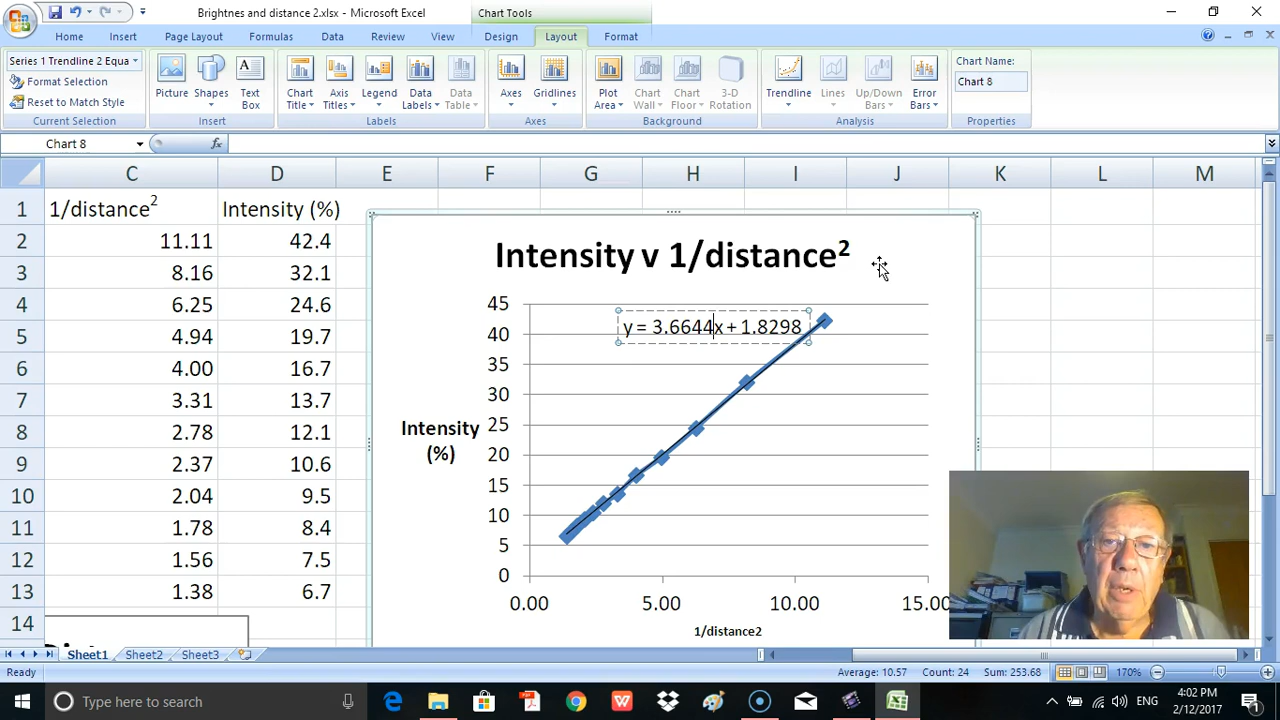 Brightnes and distance 2.xlsx - Microsoft Excel
Chart Tools
Home Insert Page Layout Formulas Data Review View Design Layout Format
Series 1 Trendline 2 Equa
Format Selection
Reset to Match Style
Current Selection
Picture Shapes Text Box
Insert
Chart Title Axis Titles Legend Data Labels Data Table
Labels
Axes Gridlines
Axes
Plot Area Chart Wall Chart Floor 3-D Rotation
Background
Trendline Lines Up/Down Bars Error Bars
Analysis
Chart Name:
Chart 8
Properties
Chart 8 fx
C D E F G H I J K L M
1 1/distance² Intensity (%)
2 11.11 42.4
3 8.16 32.1
4 6.25 24.6
5 4.94 19.7
6 4.00 16.7
7 3.31 13.7
8 2.78 12.1
9 2.37 10.6
10 2.04 9.5
11 1.78 8.4
12 1.56 7.5
13 1.38 6.7
14
Intensity v 1/distance²
y = 3.6644x + 1.8298
45
40
35
30
25
20
15
10
5
0
Intensity
(%)
0.00 5.00 10.00 15.00
1/distance2
Sheet1 Sheet2 Sheet3
Ready Average: 10.57 Count: 24 Sum: 253.68 170%
Type here to search
ENG
4:02 PM
2/12/2017